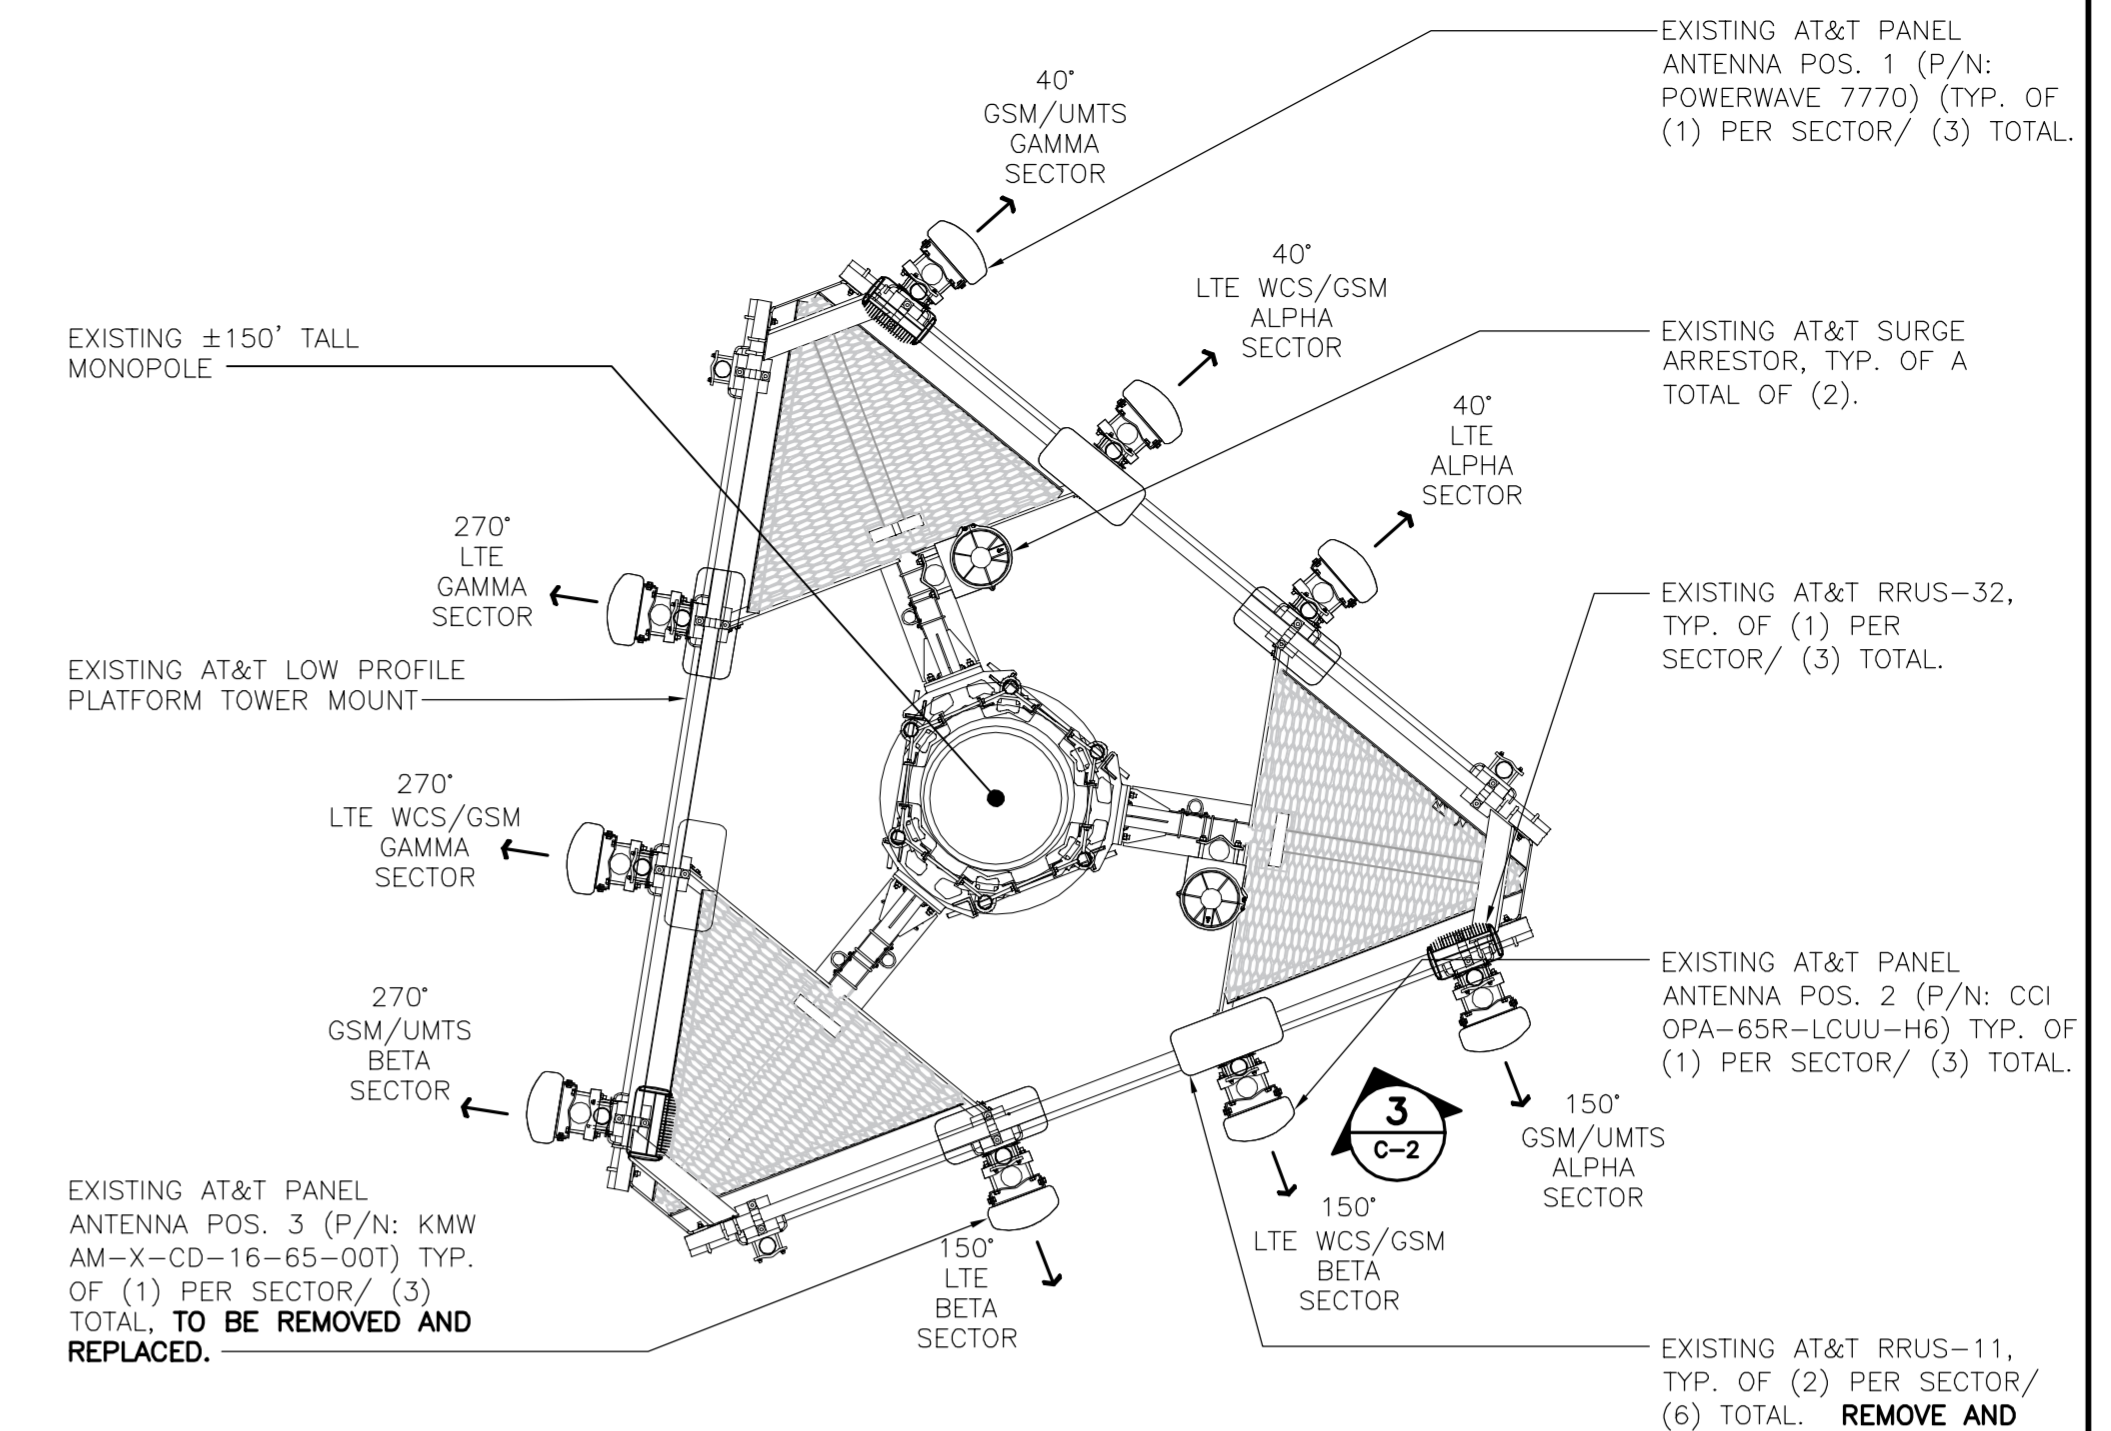 EXISTING AT&T PANEL
ANTENNA POS. 1 (P/N:
POWERWAVE 7770) (TYP. OF
(1) PER SECTOR/ (3) TOTAL.
40°
GSM/UMTS
GAMMA
SECTOR
40°
LTE WCS/GSM
ALPHA
SECTOR
EXISTING ±150' TALL
MONOPOLE
EXISTING AT&T SURGE
ARRESTOR, TYP. OF A
TOTAL OF (2).
40°
LTE
ALPHA
SECTOR
270°
LTE
GAMMA
SECTOR
EXISTING AT&T RRUS-32,
TYP. OF (1) PER
SECTOR/ (3) TOTAL.
EXISTING AT&T LOW PROFILE
PLATFORM TOWER MOUNT
270°
LTE WCS/GSM
GAMMA
SECTOR
EXISTING AT&T PANEL
ANTENNA POS. 2 (P/N: CCI
OPA-65R-LCUU-H6) TYP. OF
(1) PER SECTOR/ (3) TOTAL.
270°
GSM/UMTS
BETA
SECTOR
3
C-2
150°
GSM/UMTS
ALPHA
SECTOR
EXISTING AT&T PANEL
ANTENNA POS. 3 (P/N: KMW
AM-X-CD-16-65-00T) TYP.
OF (1) PER SECTOR/ (3)
TOTAL, TO BE REMOVED AND
REPLACED.
150°
LTE WCS/GSM
BETA
SECTOR
150°
LTE
BETA
SECTOR
EXISTING AT&T RRUS-11,
TYP. OF (2) PER SECTOR/
(6) TOTAL. REMOVE AND